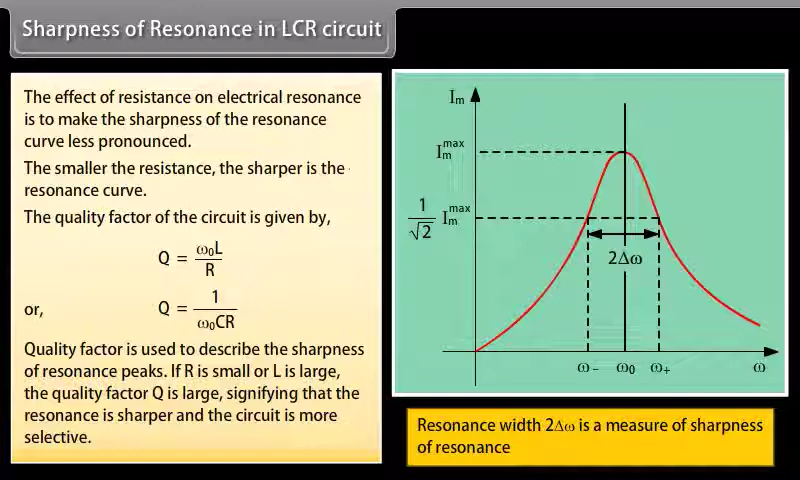 Sharpness of Resonance in LCR circuit
The effect of resistance on electrical resonance
is to make the sharpness of the resonance
curve less pronounced.
The smaller the resistance, the sharper is the
resonance curve.
The quality factor of the circuit is given by,
Q = ω₀L / R
or, Q = 1 / ω₀CR
Quality factor is used to describe the sharpness
of resonance peaks. If R is small or L is large,
the quality factor Q is large, signifying that the
resonance is sharper and the circuit is more
selective.
Iₘ
Iₘᵐᵃˣ
1/√2 Iₘᵐᵃˣ
2Δω
ω₋ ω₀ ω₊ ω
Resonance width 2Δω is a measure of sharpness
of resonance